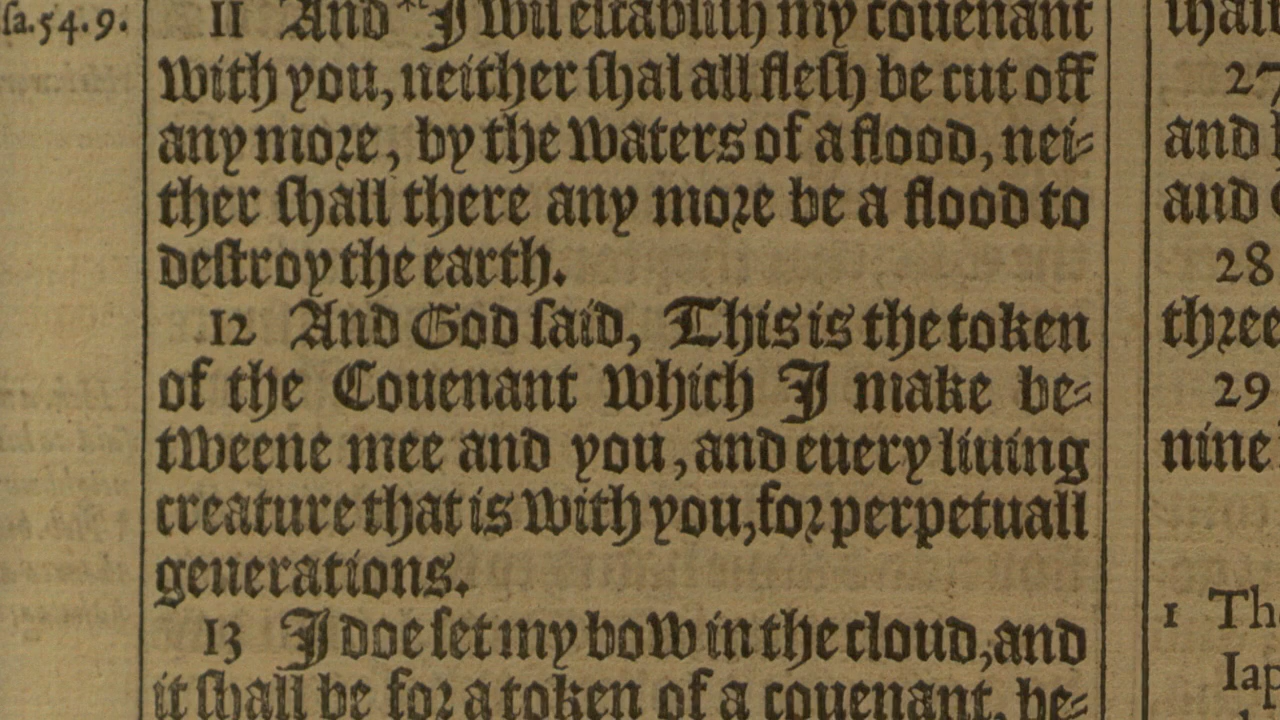 sa.54.9.
11 And * I wil establish my couenant
with you, neither shal all flesh be cut off
any more, by the waters of a flood, nei-
ther shall there any more be a flood to
destroy the earth.
12 And God said, This is the token
of the Couenant which I make be-
tweene mee and you, and euery liuing
creature that is with you, for perpetuall
generations.
13 I doe set my bow in the cloud, and
it shall be for a token of a couenant, be-
shall
27
and
and
28
three
29
nine
1 Th
Iap